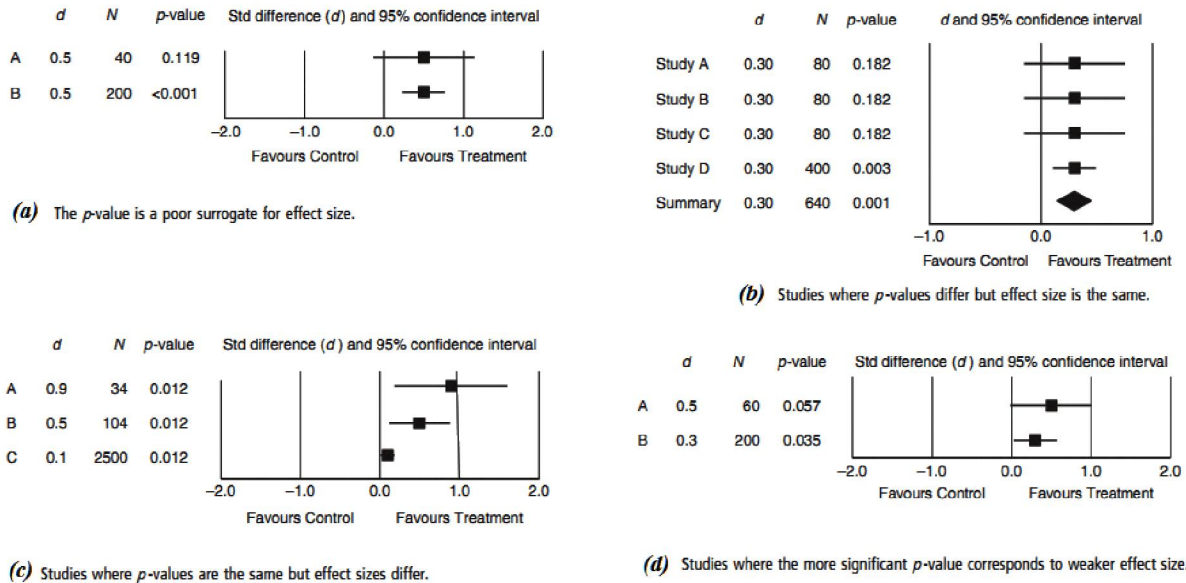 d N p-value Std difference (d) and 95% confidence interval
A 0.5 40 0.119
B 0.5 200 <0.001
−2.0 −1.0 0.0 1.0 2.0
Favours Control Favours Treatment
(a) The p-value is a poor surrogate for effect size.
d N p-value d and 95% confidence interval
Study A 0.30 80 0.182
Study B 0.30 80 0.182
Study C 0.30 80 0.182
Study D 0.30 400 0.003
Summary 0.30 640 0.001
−1.0 0.0 1.0
Favours Control Favours Treatment
(b) Studies where p-values differ but effect size is the same.
d N p-value Std difference (d ) and 95% confidence interval
A 0.9 34 0.012
B 0.5 104 0.012
C 0.1 2500 0.012
−2.0 −1.0 0.0 1.0 2.0
Favours Control Favours Treatment
(c) Studies where p-values are the same but effect sizes differ.
d N p-value Std difference (d) and 95% confidence interval
A 0.5 60 0.057
B 0.3 200 0.035
−2.0 −1.0 0.0 1.0 2.0
Favours Control Favours Treatment
(d) Studies where the more significant p-value corresponds to weaker effect size.